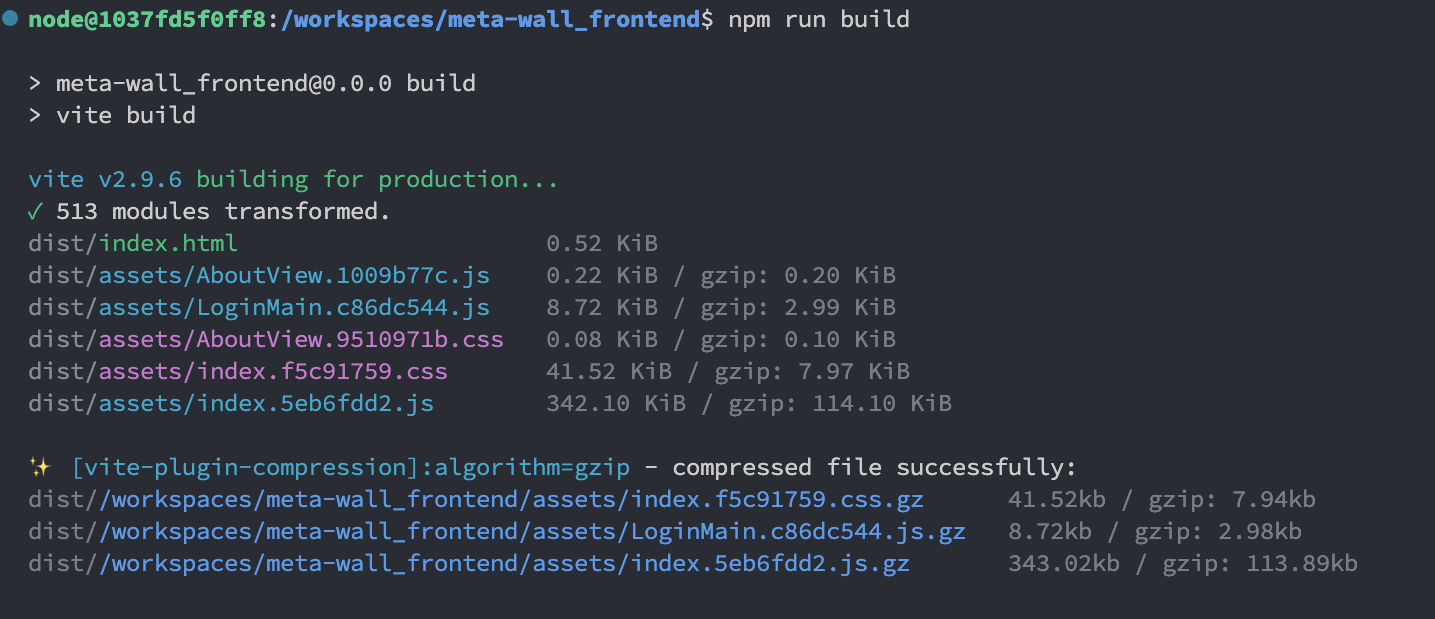 node@1037fd5f0ff8:/workspaces/meta-wall_frontend$ npm run build
> meta-wall_frontend@0.0.0 build
> vite build
vite v2.9.6 building for production...
✓ 513 modules transformed.
dist/index.html 0.52 KiB
dist/assets/AboutView.1009b77c.js 0.22 KiB / gzip: 0.20 KiB
dist/assets/LoginMain.c86dc544.js 8.72 KiB / gzip: 2.99 KiB
dist/assets/AboutView.9510971b.css 0.08 KiB / gzip: 0.10 KiB
dist/assets/index.f5c91759.css 41.52 KiB / gzip: 7.97 KiB
dist/assets/index.5eb6fdd2.js 342.10 KiB / gzip: 114.10 KiB
✨ [vite-plugin-compression]:algorithm=gzip - compressed file successfully:
dist//workspaces/meta-wall_frontend/assets/index.f5c91759.css.gz 41.52kb / gzip: 7.94kb
dist//workspaces/meta-wall_frontend/assets/LoginMain.c86dc544.js.gz 8.72kb / gzip: 2.98kb
dist//workspaces/meta-wall_frontend/assets/index.5eb6fdd2.js.gz 343.02kb / gzip: 113.89kb